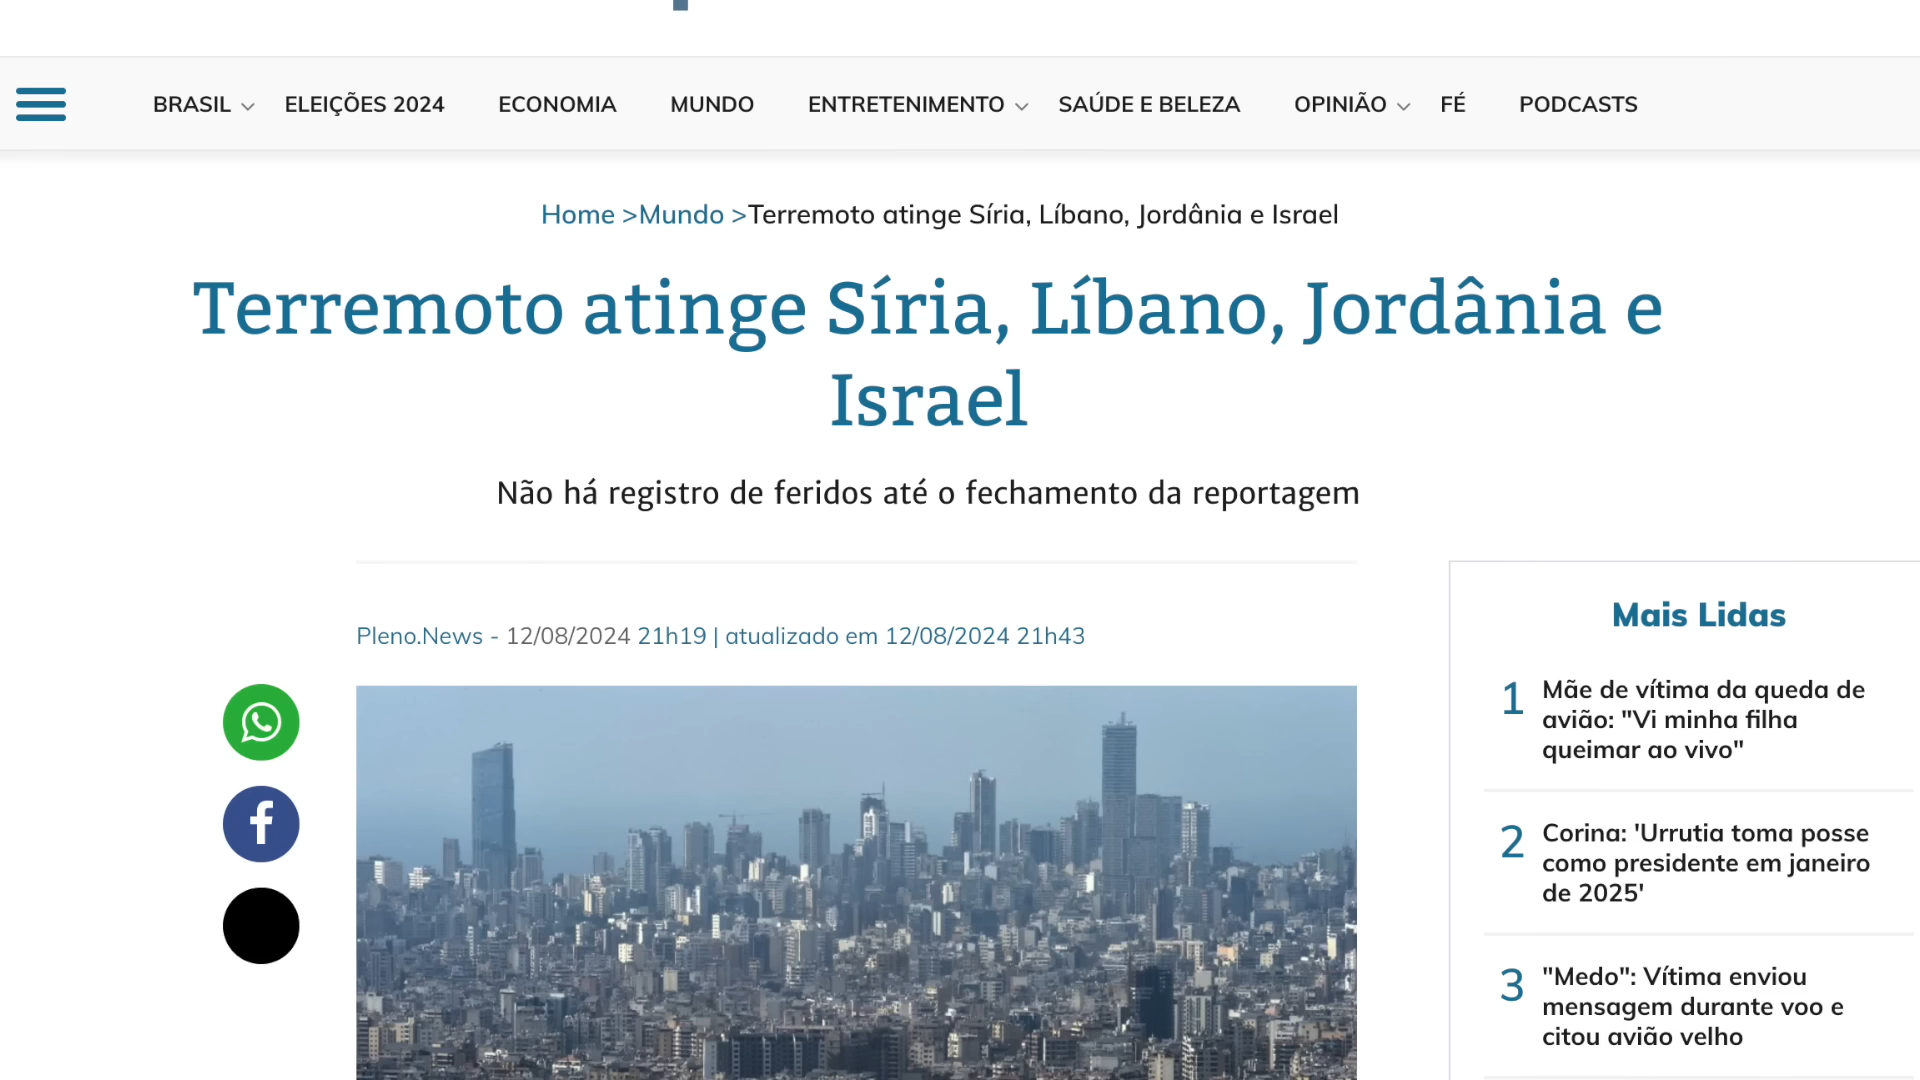 BRASIL ELEIÇÕES 2024 ECONOMIA MUNDO ENTRETENIMENTO SAÚDE E BELEZA OPINIÃO FÉ PODCASTS
Home >Mundo >Terremoto atinge Síria, Líbano, Jordânia e Israel
Terremoto atinge Síria, Líbano, Jordânia e
Israel
Não há registro de feridos até o fechamento da reportagem
Pleno.News - 12/08/2024 21h19 | atualizado em 12/08/2024 21h43
Mais Lidas
1 Mãe de vítima da queda de
avião: "Vi minha filha
queimar ao vivo"
2 Corina: 'Urrutia toma posse
como presidente em janeiro
de 2025'
3 "Medo": Vítima enviou
mensagem durante voo e
citou avião velho